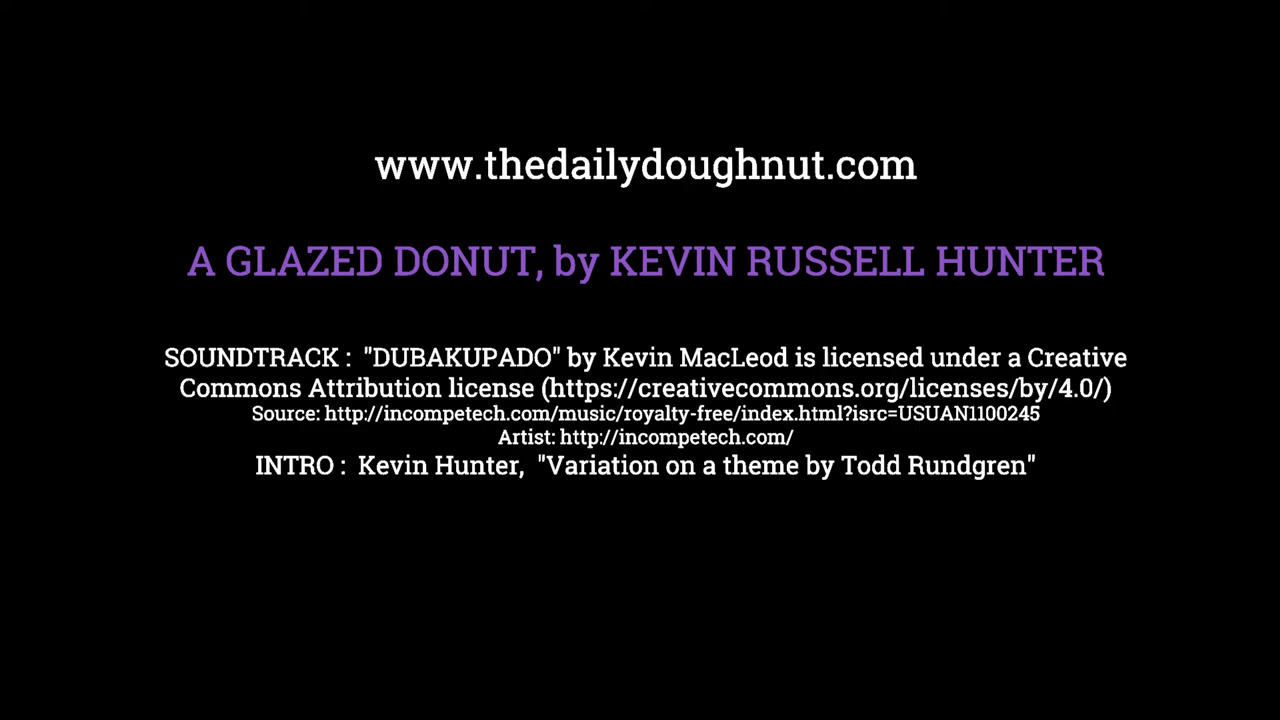 www.thedailydoughnut.com
A GLAZED DONUT, by KEVIN RUSSELL HUNTER
SOUNDTRACK :  "DUBAKUPADO" by Kevin MacLeod is licensed under a Creative
Commons Attribution license (https://creativecommons.org/licenses/by/4.0/)
Source: http://incompetech.com/music/royalty-free/index.html?isrc=USUAN1100245
Artist: http://incompetech.com/
INTRO :  Kevin Hunter,  "Variation on a theme by Todd Rundgren"